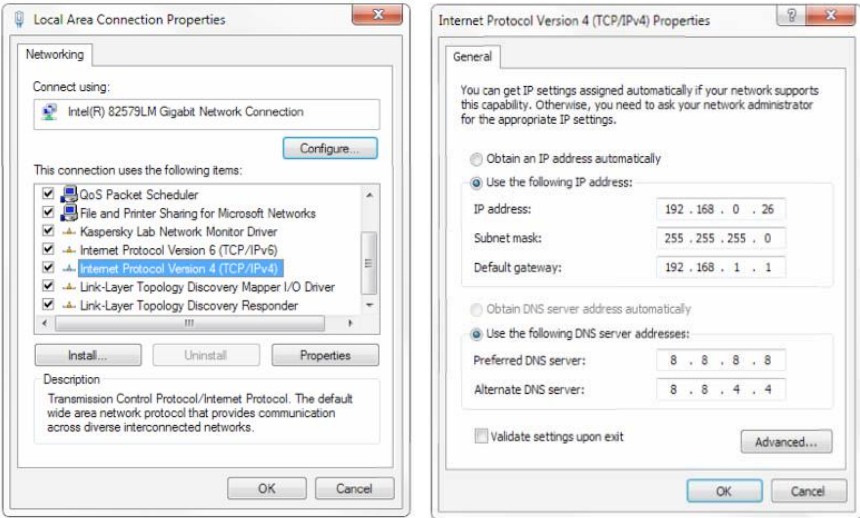 Local Area Connection Properties
Networking
Connect using:
Intel(R) 82579LM Gigabit Network Connection
Configure...
This connection uses the following items:
QoS Packet Scheduler
File and Printer Sharing for Microsoft Networks
Kaspersky Lab Network Monitor Driver
Internet Protocol Version 6 (TCP/IPv6)
Internet Protocol Version 4 (TCP/IPv4)
Link-Layer Topology Discovery Mapper I/O Driver
Link-Layer Topology Discovery Responder
Install...
Uninstall
Properties
Description
Transmission Control Protocol/Internet Protocol. The default
wide area network protocol that provides communication
across diverse interconnected networks.
OK
Cancel
Internet Protocol Version 4 (TCP/IPv4) Properties
General
You can get IP settings assigned automatically if your network supports
this capability. Otherwise, you need to ask your network administrator
for the appropriate IP settings.
Obtain an IP address automatically
Use the following IP address:
IP address: 192 . 168 . 0 . 26
Subnet mask: 255 . 255 . 255 . 0
Default gateway: 192 . 168 . 1 . 1
Obtain DNS server address automatically
Use the following DNS server addresses:
Preferred DNS server: 8 . 8 . 8 . 8
Alternate DNS server: 8 . 8 . 4 . 4
Validate settings upon exit
Advanced...
OK
Cancel